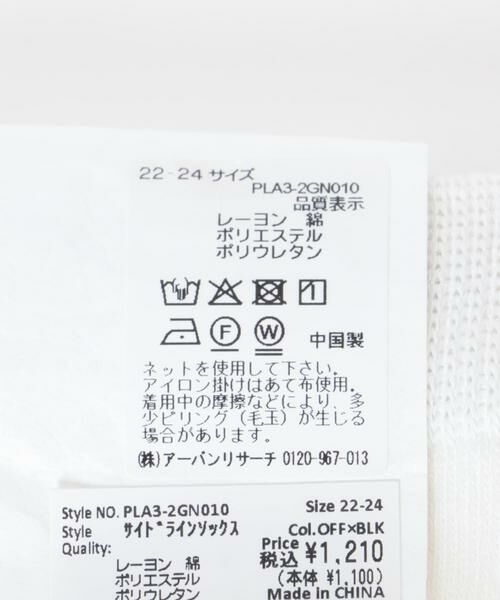 22-24 サイズ
PLA3-2GN010
品質表示
レーヨン 綿
ポリエステル
ポリウレタン
F W 中国製
ネットを使用して下さい。
アイロン掛けはあて布使用。
着用中の摩擦などにより、多
少ピリング(毛玉)が生じる
場合があります。
(株)アーバンリサーチ 0120-967-013
Style NO. PLA3-2GN010 Size 22-24
Style サイドラインソックス Col.OFF×BLK
Quality: Price 税込 ¥1,210
レーヨン 綿 (本体 ¥1,100)
ポリエステル Made in CHINA
ポリウレタン